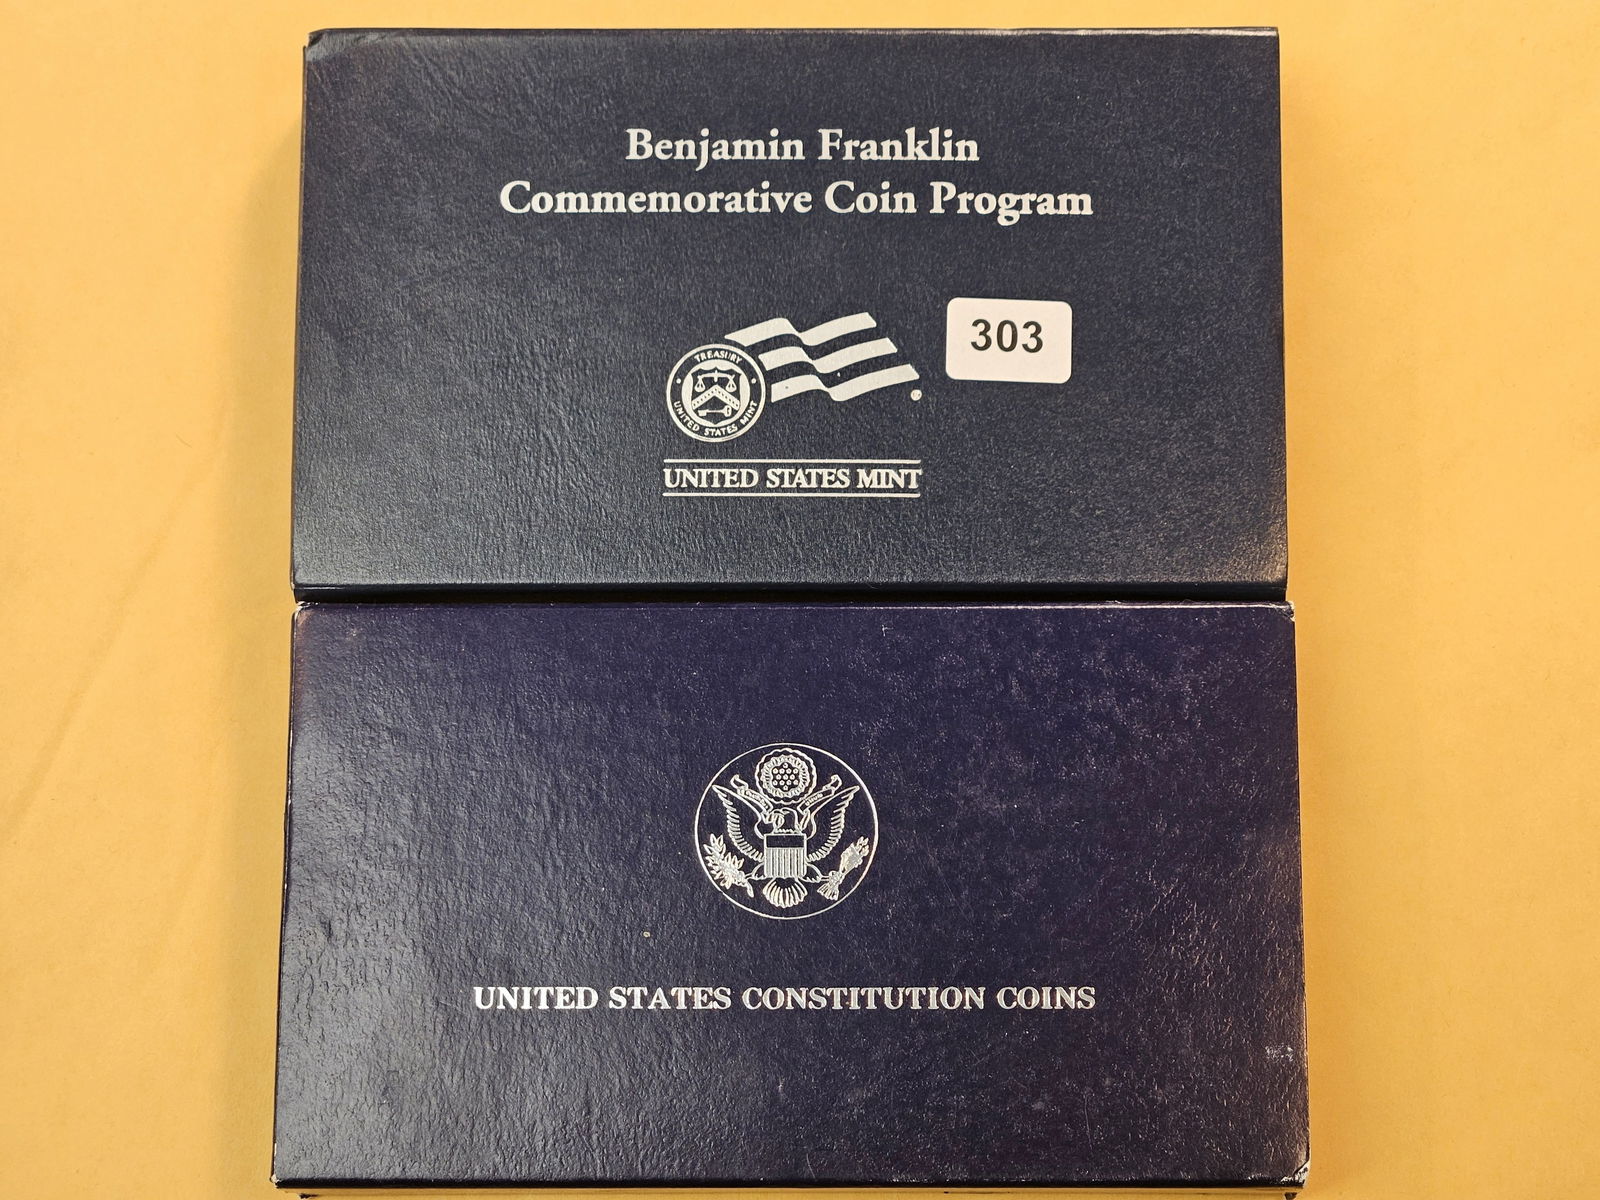 Benjamin Franklin
Commemorative Coin Program
303
TREASURY
UNITED STATES MINT
UNITED STATES MINT
UNITED STATES CONSTITUTION COINS